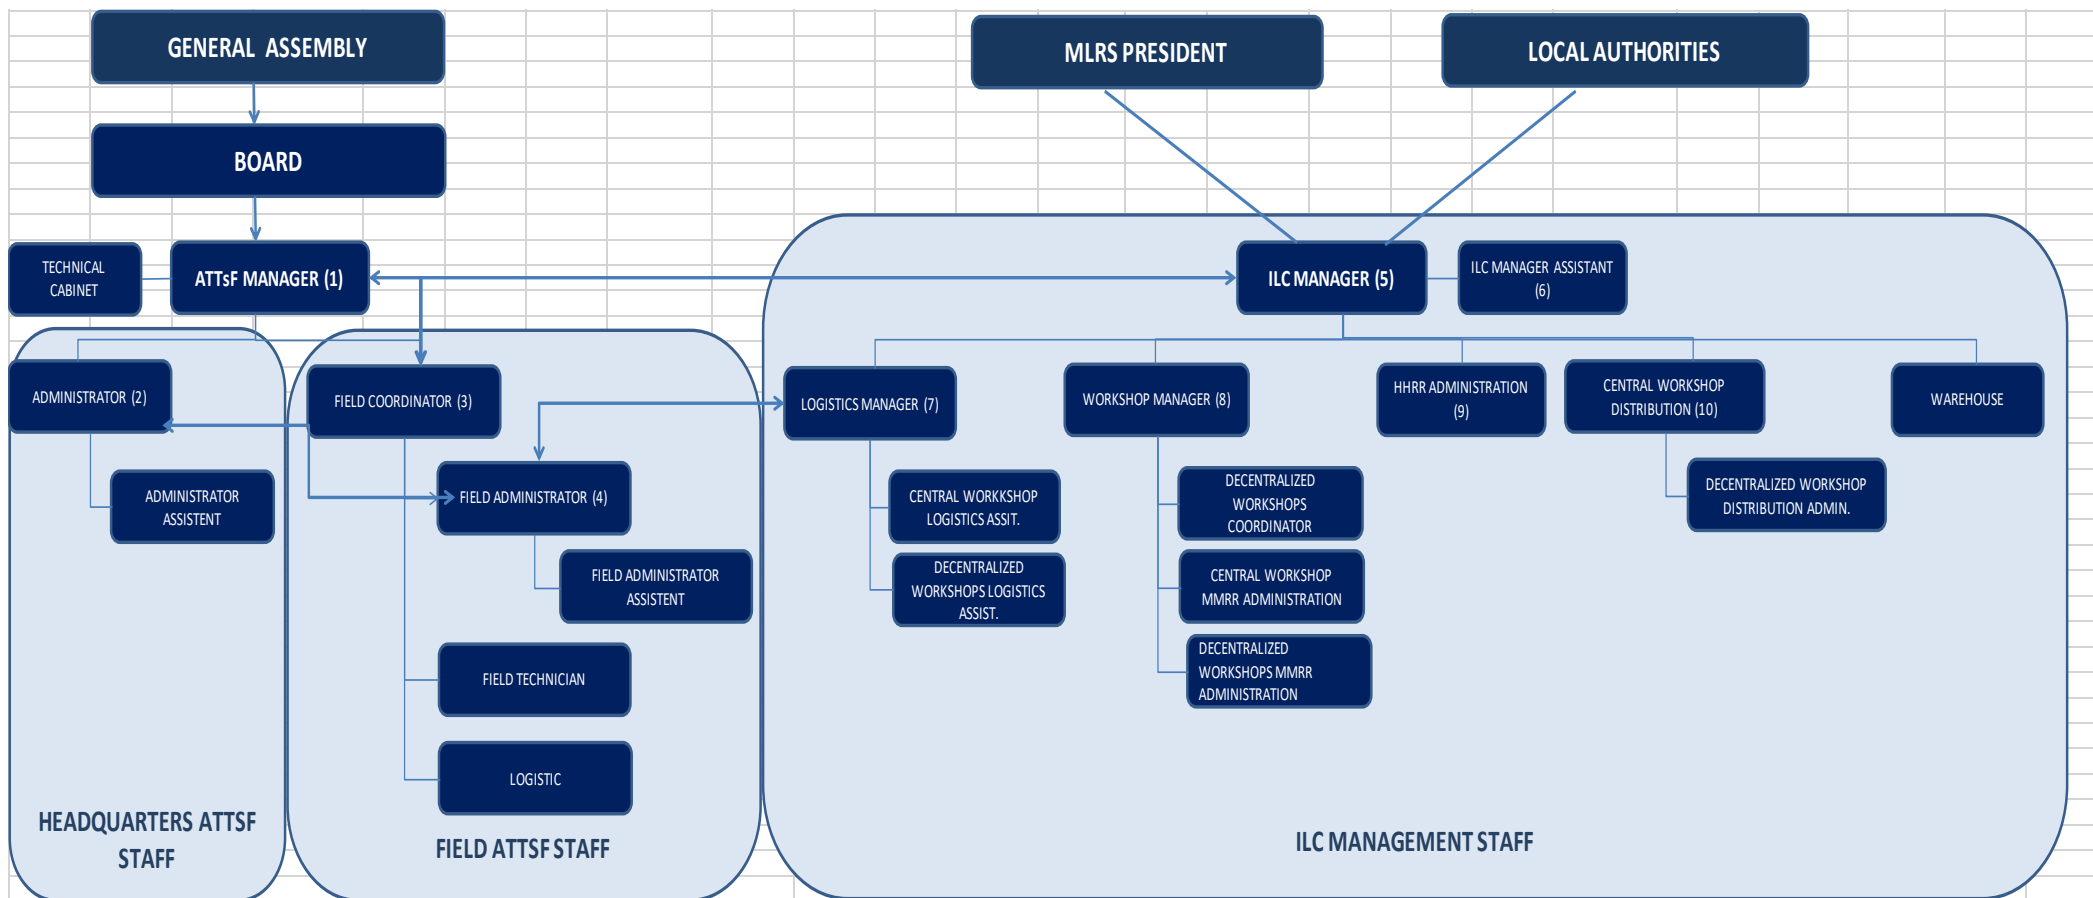 GENERAL ASSEMBLY
MLRS PRESIDENT
LOCAL AUTHORITIES
BOARD
TECHNICAL
CABINET
ATTsF MANAGER (1)
ILC MANAGER (5)
ILC MANAGER ASSISTANT
(6)
ADMINISTRATOR (2)
FIELD COORDINATOR (3)
LOGISTICS MANAGER (7)
WORKSHOP MANAGER (8)
HHRR ADMINISTRATION
(9)
CENTRAL WORKSHOP
DISTRIBUTION (10)
WAREHOUSE
ADMINISTRATOR
ASSISTENT
FIELD ADMINISTRATOR (4)
CENTRAL WORKKSHOP
LOGISTICS ASSIT.
DECENTRALIZED
WORKSHOPS
COORDINATOR
DECENTRALIZED WORKSHOP
DISTRIBUTION ADMIN.
FIELD ADMINISTRATOR
ASSISTENT
DECENTRALIZED
WORKSHOPS LOGISTICS
ASSIST.
CENTRAL WORKSHOP
MMRR ADMINISTRATION
FIELD TECHNICIAN
DECENTRALIZED
WORKSHOPS MMRR
ADMINISTRATION
LOGISTIC
HEADQUARTERS ATTSF
STAFF
FIELD ATTSF STAFF
ILC MANAGEMENT STAFF